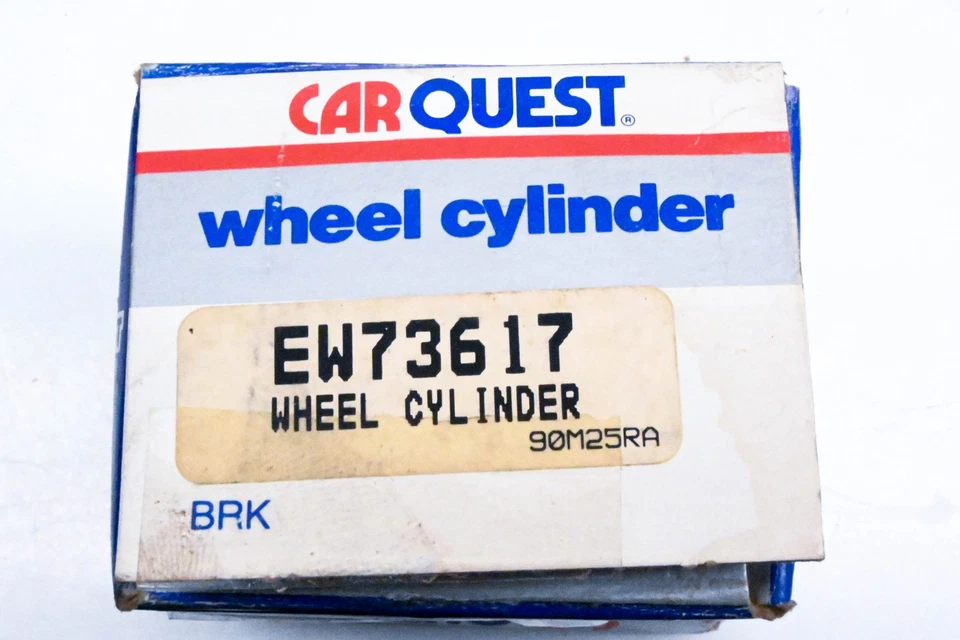 CARQUEST®
wheel cylinder
EW73617
WHEEL CYLINDER
90M25RA
BRK